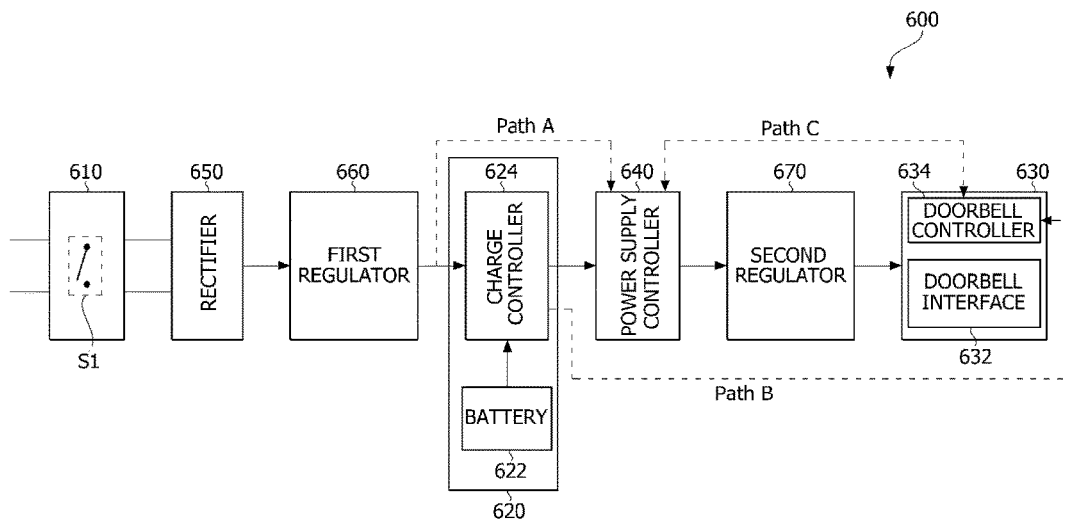 600
Path A
Path C
610
650
660
624
640
670
634
630
RECTIFIER
FIRST
REGULATOR
CHARGE
CONTROLLER
POWER SUPPLY
CONTROLLER
SECOND
REGULATOR
DOORBELL
CONTROLLER
DOORBELL
INTERFACE
S1
632
Path B
BATTERY
622
620